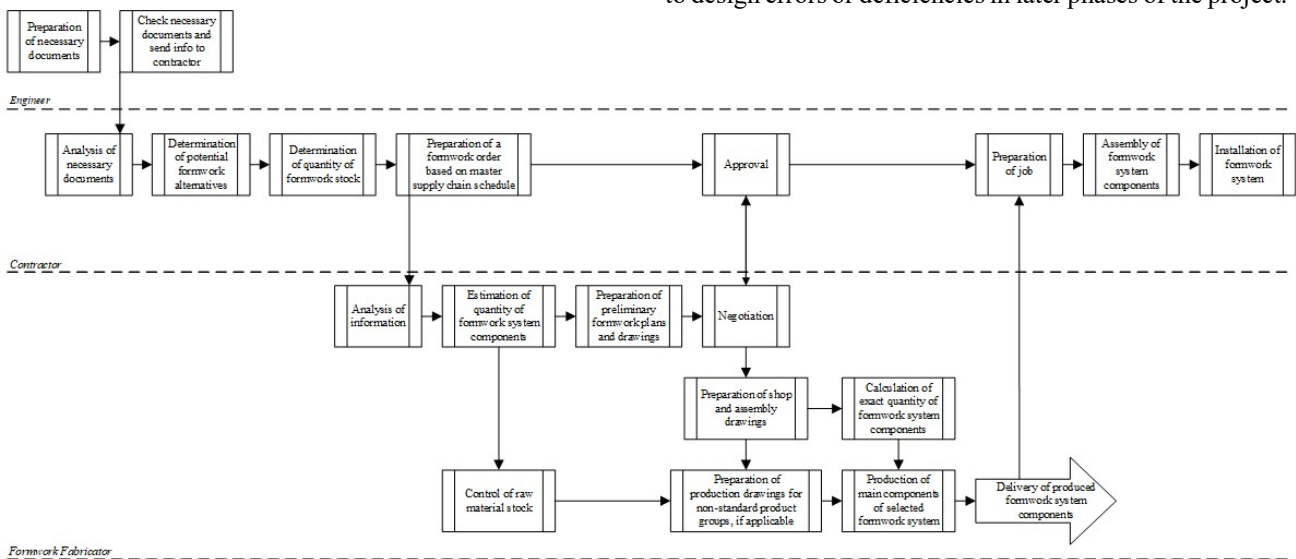 to design errors or deficiencies in later phases of the project.
Preparation
of necessary
documents
Check necessary
documents and
send info to
contractor
Engineer
Analysis of
necessary
documents
Determination
of potential
formwork
alternatives
Determination
of quantity of
formwork stock
Preparation of a
formwork order
based on master
supply chain schedule
Approval
Preparation
of job
Assembly of
formwork
system
components
Installation of
formwork
system
Contractor
Analysis of
information
Estimation of
quantity of
formwork system
components
Preparation of
preliminary
formwork plans
and drawings
Negotiation
Preparation of shop
and assembly
drawings
Calculation of
exact quantity of
formwork system
components
Control of raw
material stock
Preparation of
production drawings for
non-standard product
groups, if applicable
Production of
main components
of selected
formwork system
Delivery of produced
formwork system
components
Formwork Fabricator